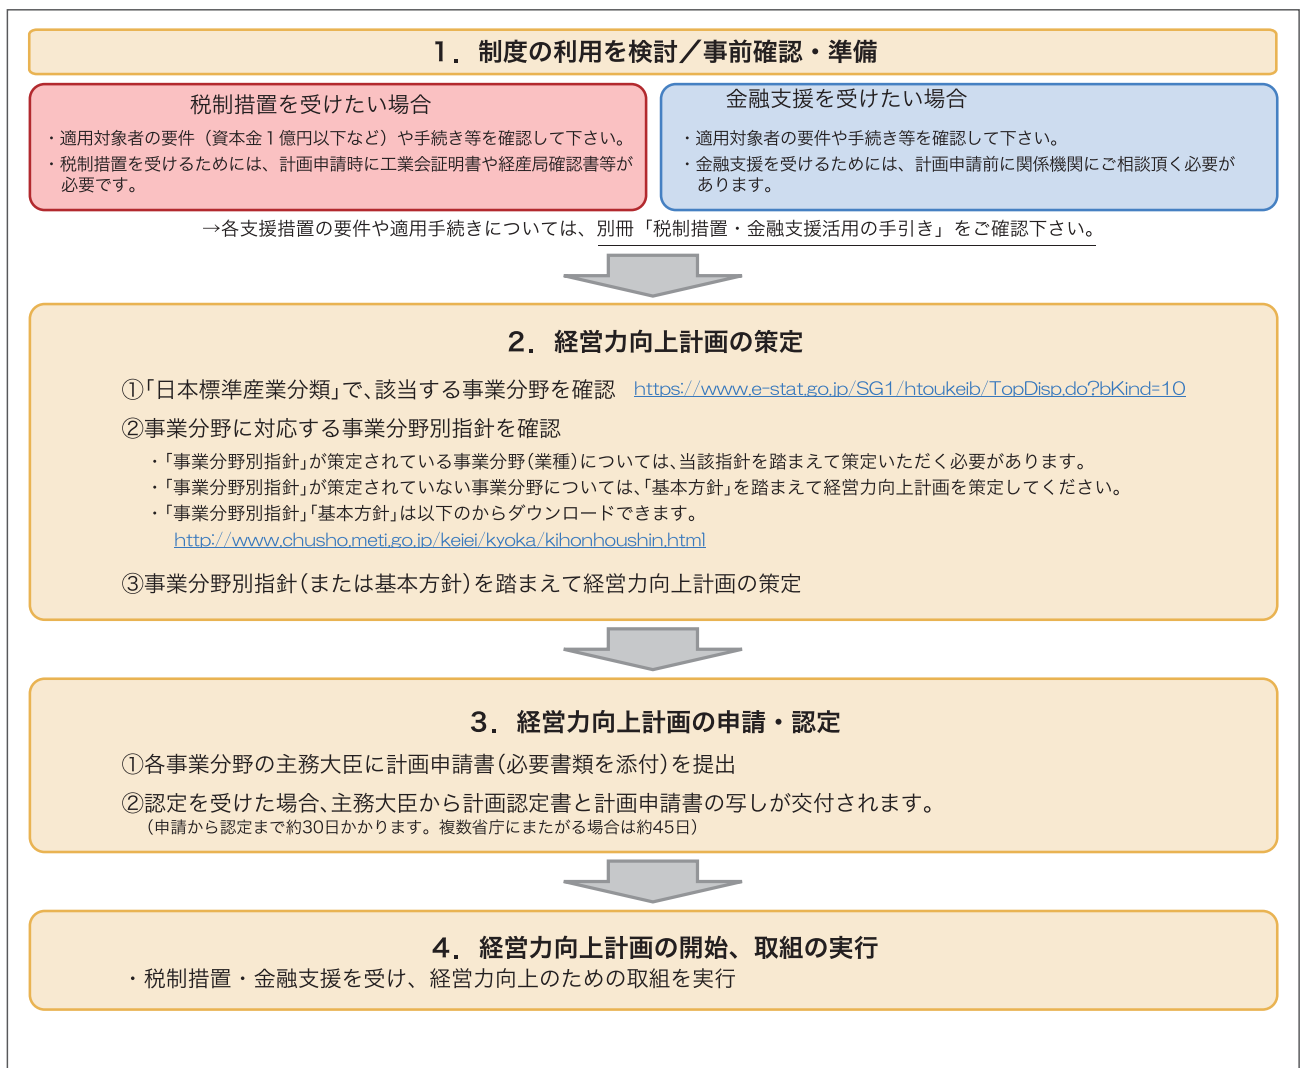 １．制度の利用を検討／事前確認・準備
税制措置を受けたい場合
・適用対象者の要件（資本金１億円以下など）や手続き等を確認して下さい。
・税制措置を受けるためには、計画申請時に工業会証明書や経産局確認書等が
必要です。
金融支援を受けたい場合
・適用対象者の要件や手続き等を確認して下さい。
・金融支援を受けるためには、計画申請前に関係機関にご相談頂く必要が
あります。
→各支援措置の要件や適用手続きについては、別冊「税制措置・金融支援活用の手引き」をご確認下さい。
２．経営力向上計画の策定
①「日本標準産業分類」で、該当する事業分野を確認　https://www.e-stat.go.jp/SG1/htoukeib/TopDisp.do?bKind=10
②事業分野に対応する事業分野別指針を確認
・「事業分野別指針」が策定されている事業分野（業種）については、当該指針を踏まえて策定いただく必要があります。
・「事業分野別指針」が策定されていない事業分野については、「基本方針」を踏まえて経営力向上計画を策定してください。
・「事業分野別指針」「基本方針」は以下のからダウンロードできます。
http://www.chusho.meti.go.jp/keiei/kyoka/kihonhoushin.html
③事業分野別指針（または基本方針）を踏まえて経営力向上計画の策定
３．経営力向上計画の申請・認定
①各事業分野の主務大臣に計画申請書（必要書類を添付）を提出
②認定を受けた場合、主務大臣から計画認定書と計画申請書の写しが交付されます。
（申請から認定まで約30日かかります。複数省庁にまたがる場合は約45日）
４．経営力向上計画の開始、取組の実行
・税制措置・金融支援を受け、経営力向上のための取組を実行